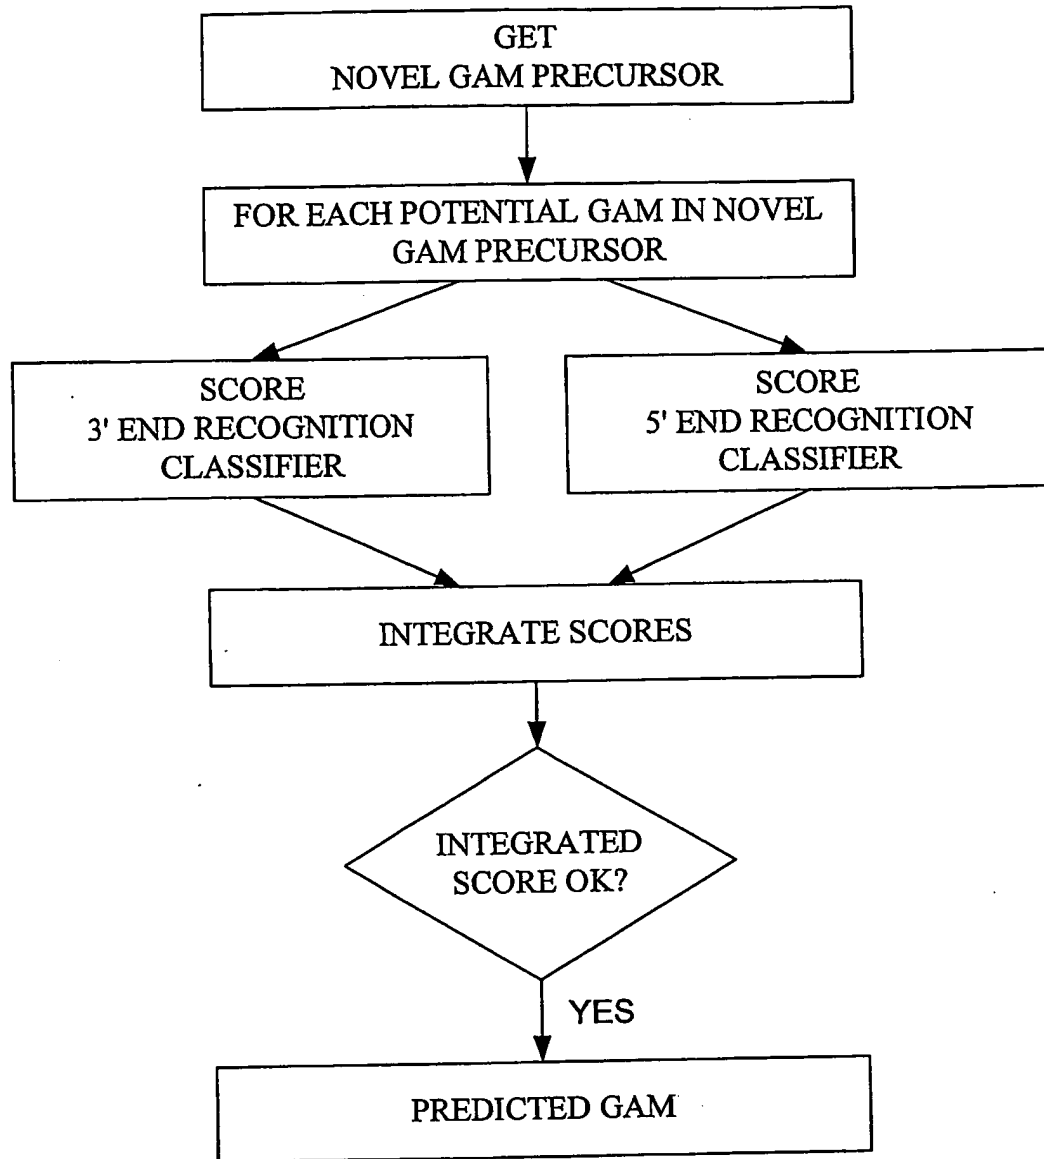 GET
NOVEL GAM PRECURSOR
FOR EACH POTENTIAL GAM IN NOVEL
GAM PRECURSOR
SCORE
3' END RECOGNITION
CLASSIFIER
SCORE
5' END RECOGNITION
CLASSIFIER
INTEGRATE SCORES
INTEGRATED
SCORE OK?
YES
PREDICTED GAM